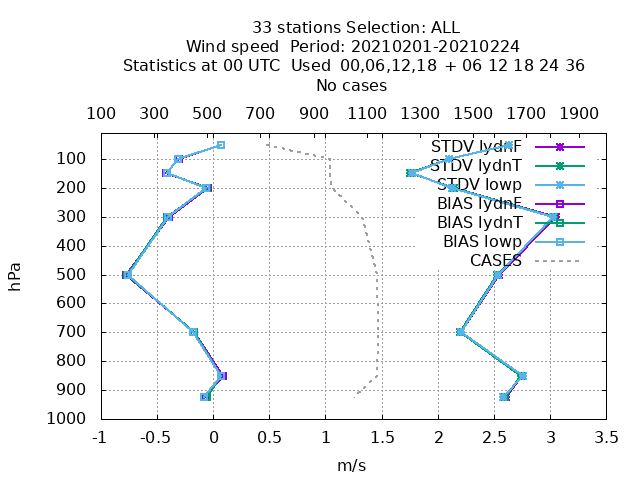 33 stations Selection: ALL
Wind speed  Period: 20210201-20210224
Statistics at 00 UTC  Used  00,06,12,18  + 06 12 18 24 36
No cases
100 350 500 750 900 1100 1350 1500 1700 1900
STDV lydnF
100
STDV lydnT
STDV lowp
200
BIAS lydnF
300
BIAS lydnT
400
BIAS lowp
CASES
hPa
500
600
700
800
900
1000
-1 -0.5 0 0.5 1 1.5 2 2.5 3 3.5
m/s